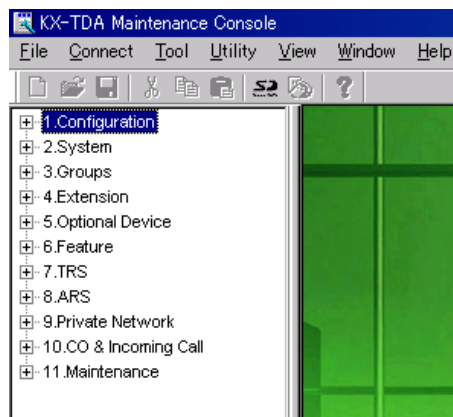 KX-TDA Maintenance Console
File Connect Tool Utility View Window Help
1.Configuration
2.System
3.Groups
4.Extension
5.Optional Device
6.Feature
7.TRS
8.ARS
9.Private Network
10.CO & Incoming Call
11.Maintenance